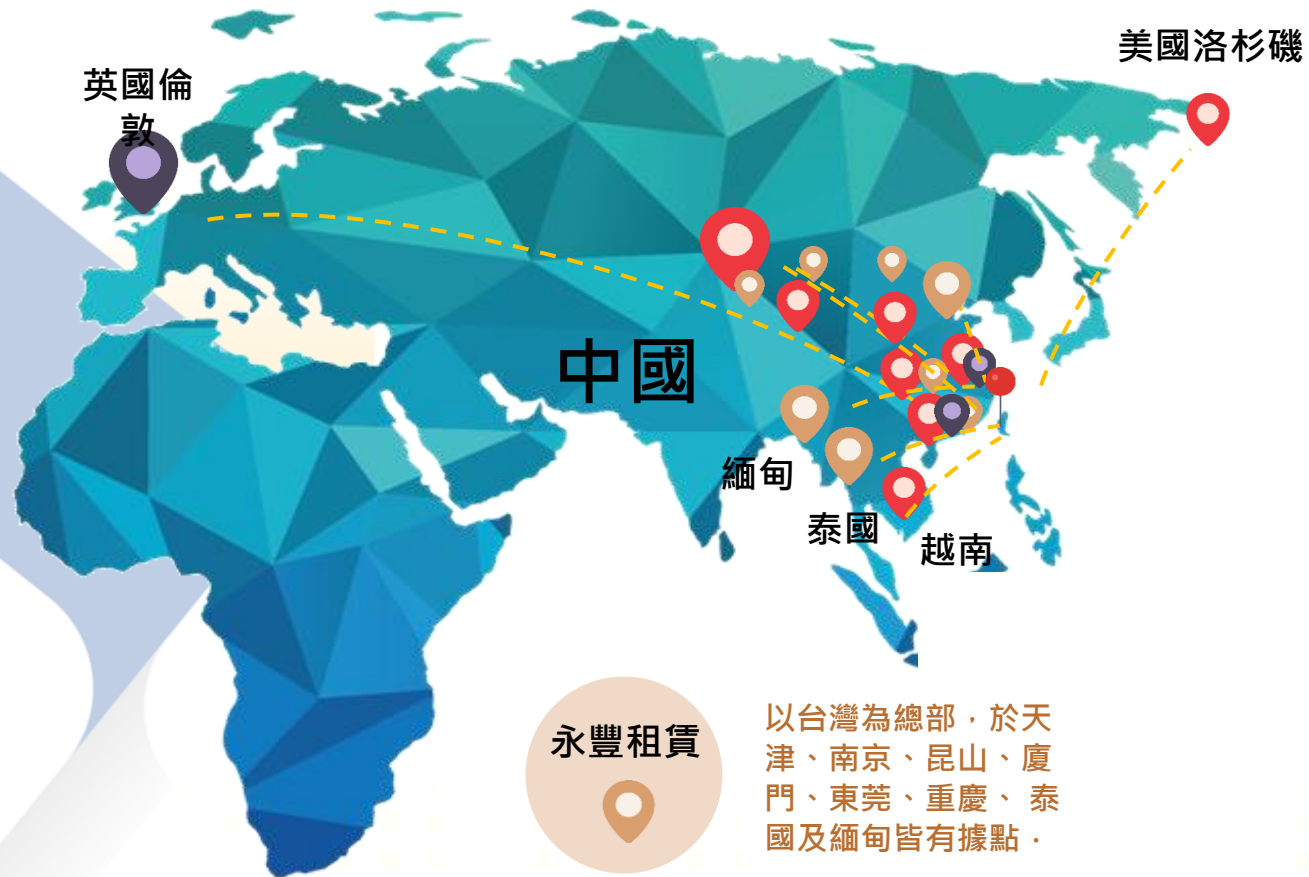 美國洛杉磯
英國倫
敦
中國
緬甸
泰國
越南
永豐租賃
以台灣為總部，於天
津、南京、昆山、廈
門、東莞、重慶、 泰
國及緬甸皆有據點．